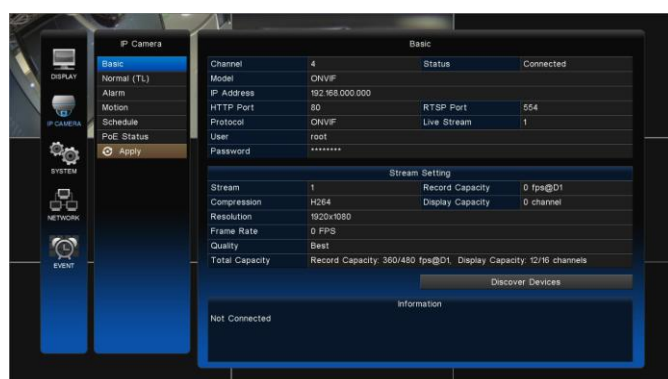 IP Camera
Basic
DISPLAY
IP CAMERA
SYSTEM
NETWORK
EVENT
Basic
Normal (TL)
Alarm
Motion
Schedule
PoE Status
Apply
Channel 4 Status Connected
Model ONVIF
IP Address 192.168.000.000
HTTP Port 80 RTSP Port 554
Protocol ONVIF Live Stream 1
User root
Password ********
Stream Setting
Stream 1 Record Capacity 0 fps@D1
Compression H264 Display Capacity 0 channel
Resolution 1920x1080
Frame Rate 0 FPS
Quality Best
Total Capacity Record Capacity: 360/480 fps@D1, Display Capacity: 12/16 channels
Discover Devices
Information
Not Connected